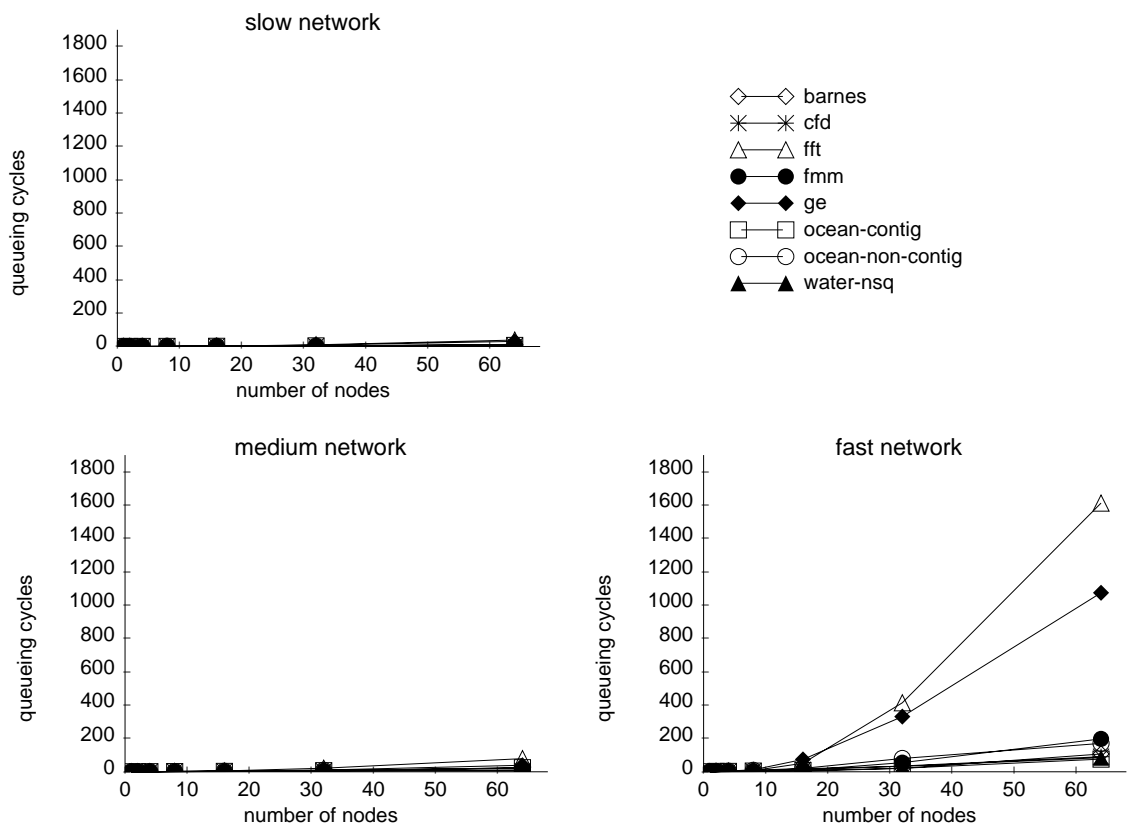 slow network
1800
1600
1400
1200
1000
800
600
400
200
0
queueing cycles
0 10 20 30 40 50 60
number of nodes
barnes
cfd
fft
fmm
ge
ocean-contig
ocean-non-contig
water-nsq
medium network
1800
1600
1400
1200
1000
800
600
400
200
0
queueing cycles
0 10 20 30 40 50 60
number of nodes
fast network
1800
1600
1400
1200
1000
800
600
400
200
0
queueing cycles
0 10 20 30 40 50 60
number of nodes